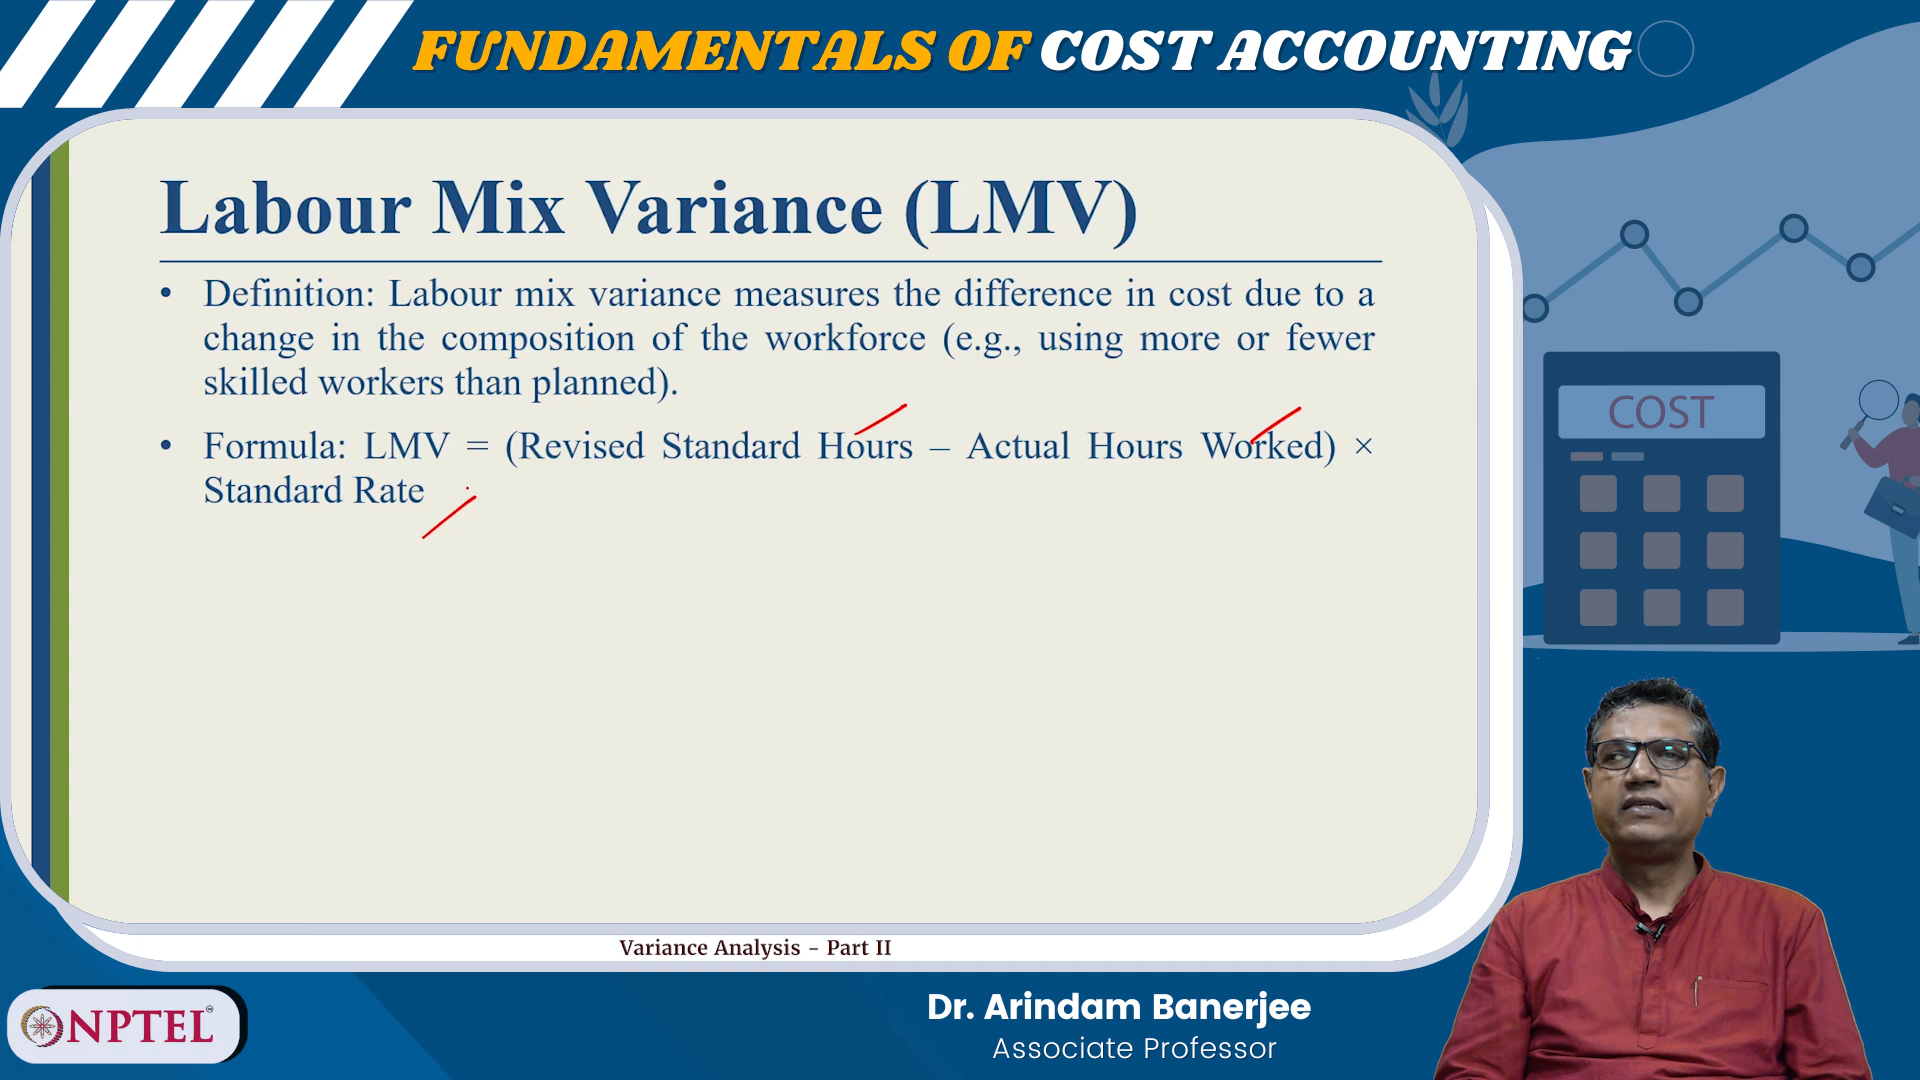 FUNDAMENTALS OF COST ACCOUNTING
Labour Mix Variance (LMV)
• Definition: Labour mix variance measures the difference in cost due to a
change in the composition of the workforce (e.g., using more or fewer
skilled workers than planned).
• Formula: LMV = (Revised Standard Hours – Actual Hours Worked) ×
Standard Rate
COST
Variance Analysis - Part II
NPTEL
Dr. Arindam Banerjee
Associate Professor